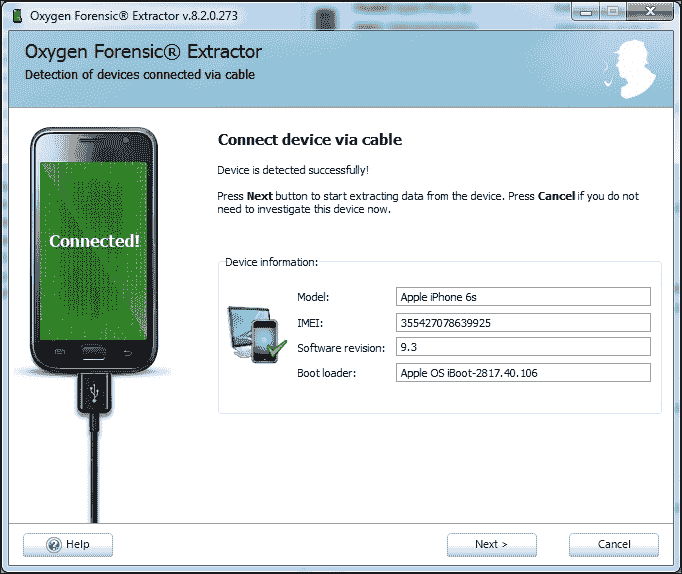 Oxygen Forensic® Extractor v.8.2.0.273
Oxygen Forensic® Extractor
Detection of devices connected via cable
Connected!
Connect device via cable
Device is detected successfully!
Press Next button to start extracting data from the device. Press Cancel if you do not
need to investigate this device now.
Device information:
Model: Apple iPhone 6s
IMEI: 355427078639925
Software revision: 9.3
Boot loader: Apple OS iBoot-2817.40.106
Help
Next >
Cancel